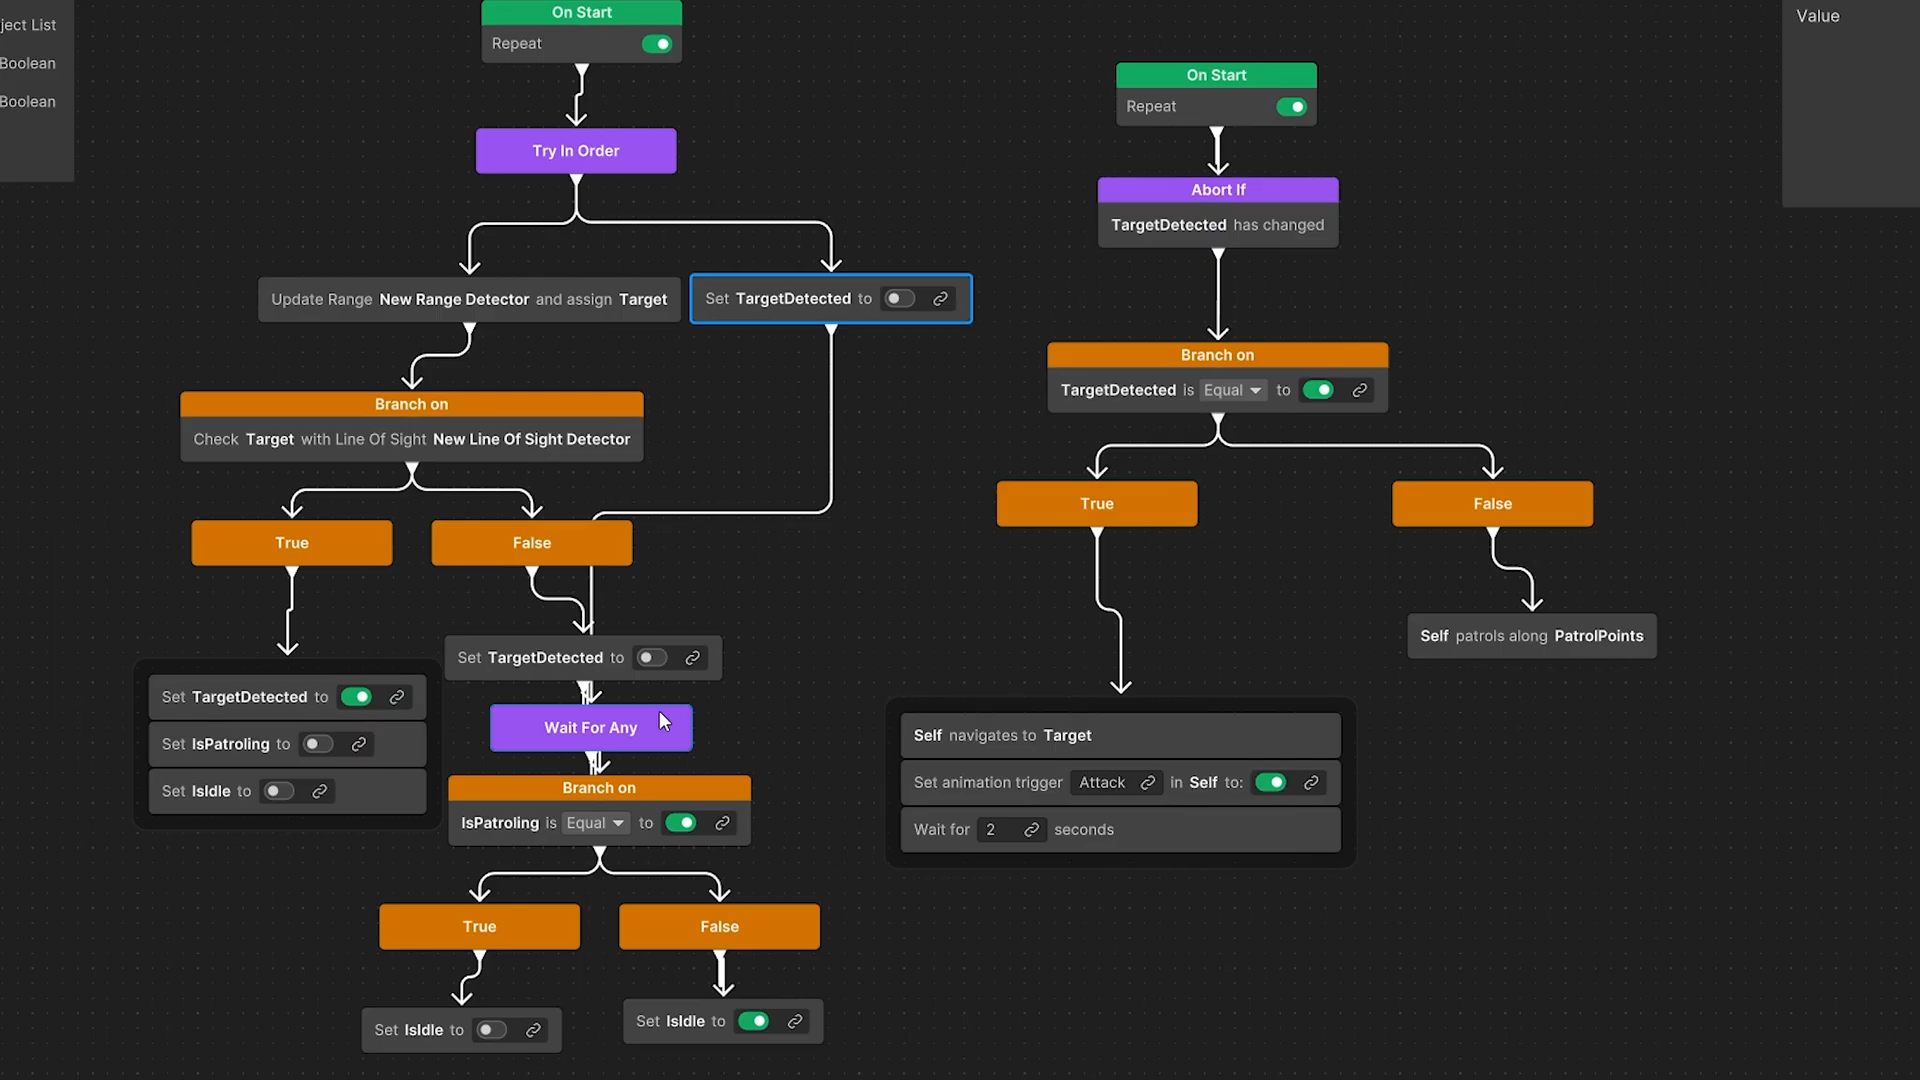 ject List
Boolean
Boolean
Value
On Start
Repeat
Try In Order
Update Range New Range Detector and assign Target
Set TargetDetected to
Branch on
Check Target with Line Of Sight New Line Of Sight Detector
True
False
Set TargetDetected to
Set IsPatroling to
Set IsIdle to
Set TargetDetected to
Wait For Any
Branch on
IsPatroling is Equal to
True
False
Set IsIdle to
Set IsIdle to
On Start
Repeat
Abort If
TargetDetected has changed
Branch on
TargetDetected is Equal to
True
False
Self patrols along PatrolPoints
Self navigates to Target
Set animation trigger Attack in Self to:
Wait for 2 seconds